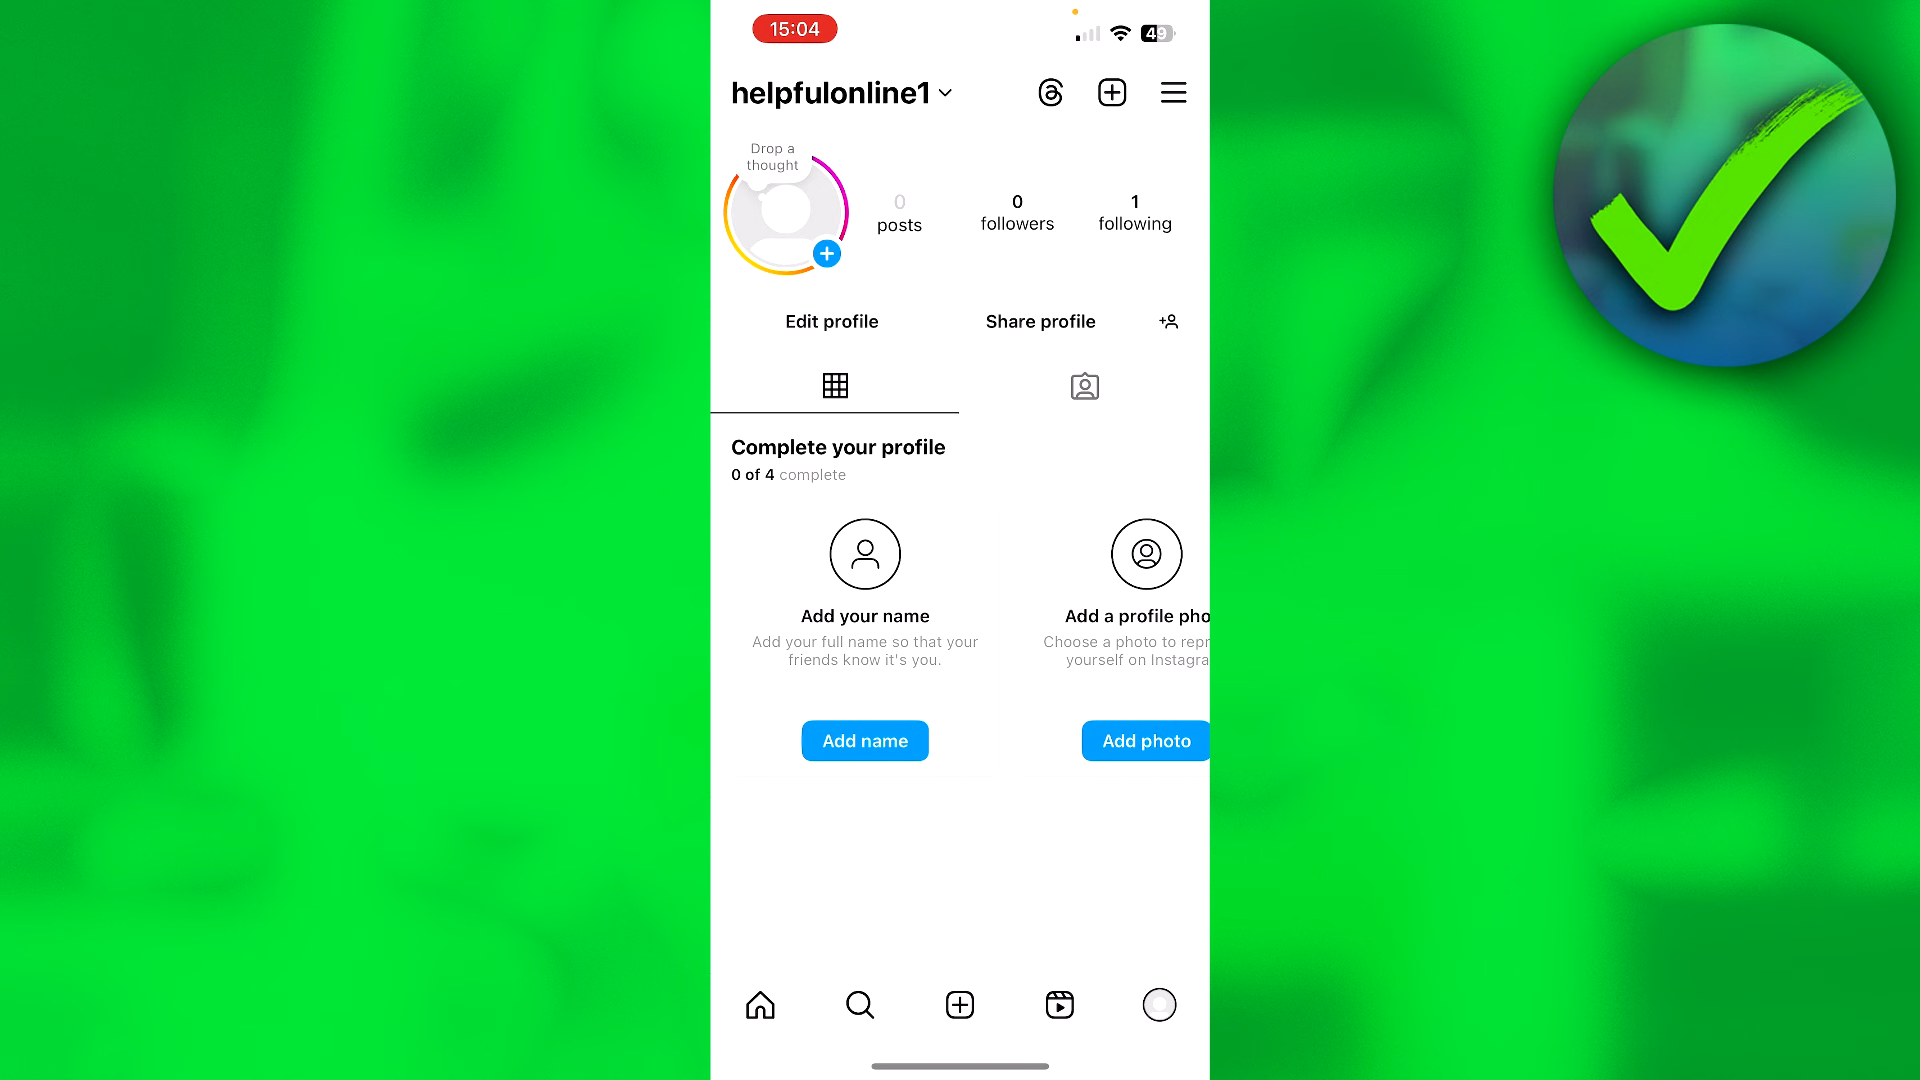 15:04
49
helpfulonline1
Drop a
thought
0
posts
0
followers
1
following
Edit profile
Share profile
Complete your profile
0 of 4 complete
Add your name
Add your full name so that your
friends know it's you.
Add name
Add a profile pho
Choose a photo to repr
yourself on Instagra
Add photo